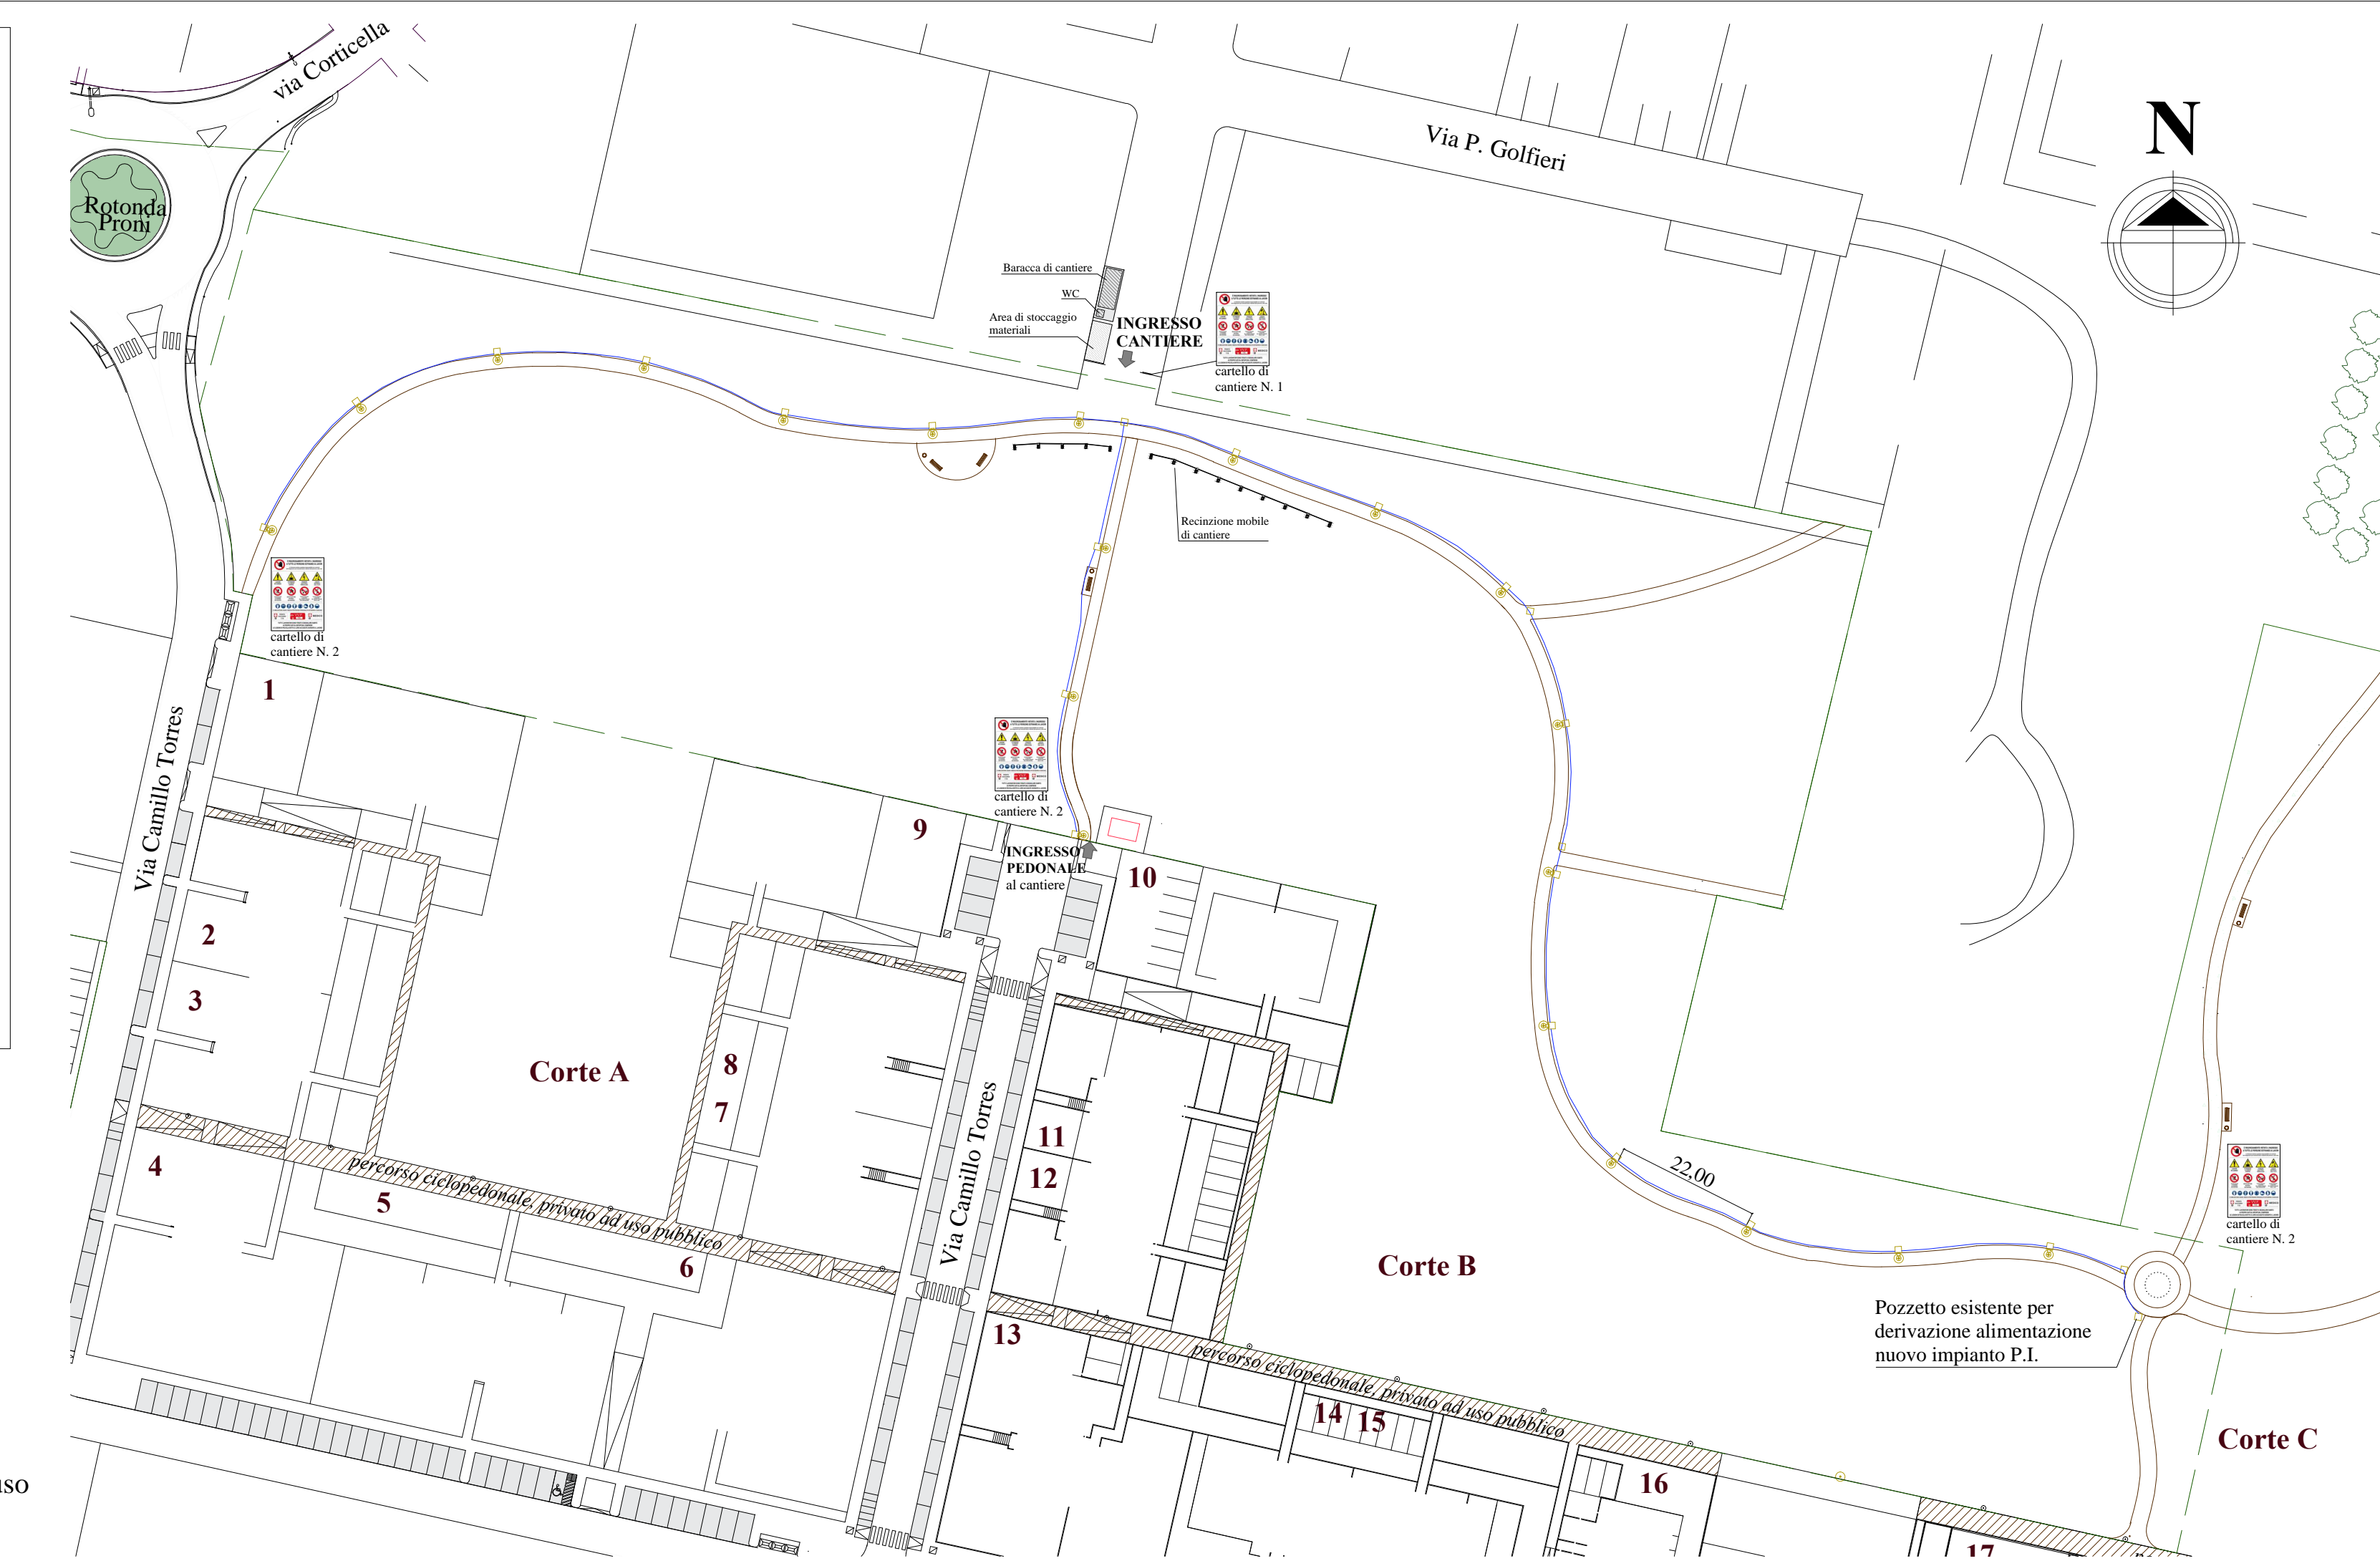 via Corticella
Via P. Golfieri
N
Rotonda
Proni
Baracca di cantiere
WC
Area di stoccaggio
materiali
INGRESSO
CANTIERE
cartello di
cantiere N. 1
Recinzione mobile
di cantiere
cartello di
cantiere N. 2
1
Via Camillo Torres
cartello di
cantiere N. 2
9
INGRESSO
PEDONALE
al cantiere
10
2
3
Corte A
8
7
11
12
4
5
percorso ciclopedonale, privato ad uso pubblico
6
Via Camillo Torres
22,00
cartello di
cantiere N. 2
Corte B
Pozzetto esistente per
derivazione alimentazione
nuovo impianto P.I.
13
percorso ciclopedonale, privato ad uso pubblico
14
15
16
Corte C
uso
17